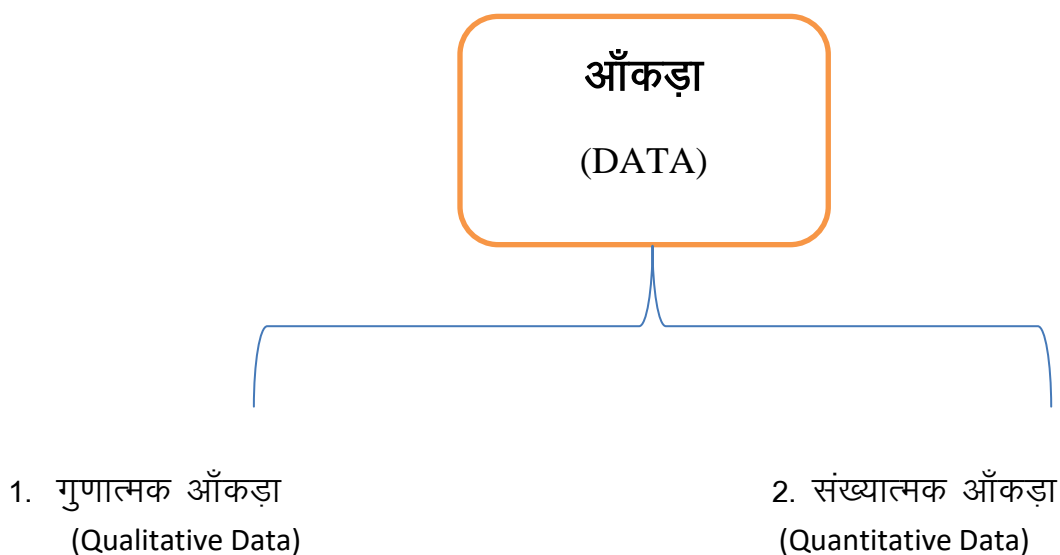 आँकड़ा
(DATA)
1. गुणात्मक आँकड़ा
(Qualitative Data)
2. संख्यात्मक आँकड़ा
(Quantitative Data)